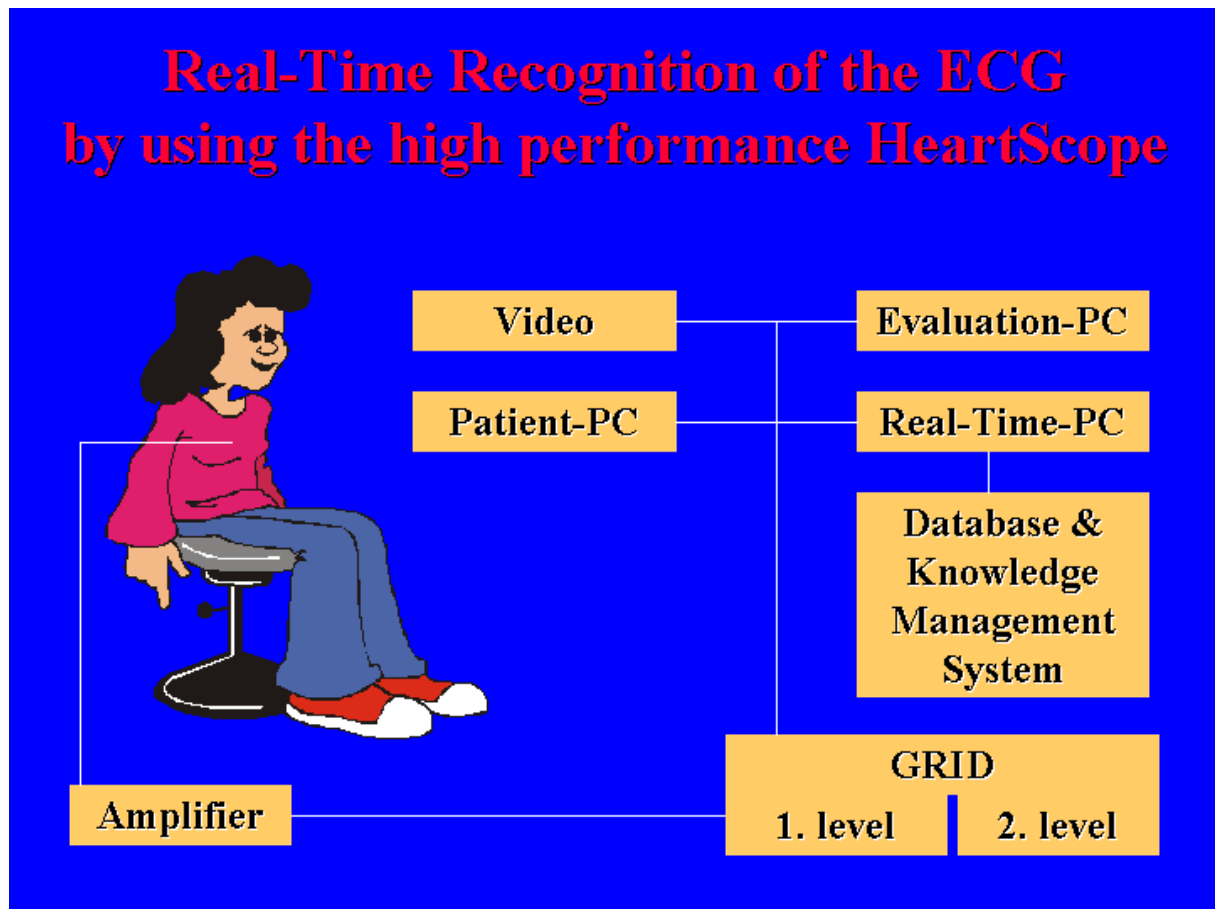 Real-Time Recognition of the ECG
by using the high performance HeartScope
Video
Evaluation-PC
Patient-PC
Real-Time-PC
Database &
Knowledge
Management
System
GRID
Amplifier
1. level
2. level